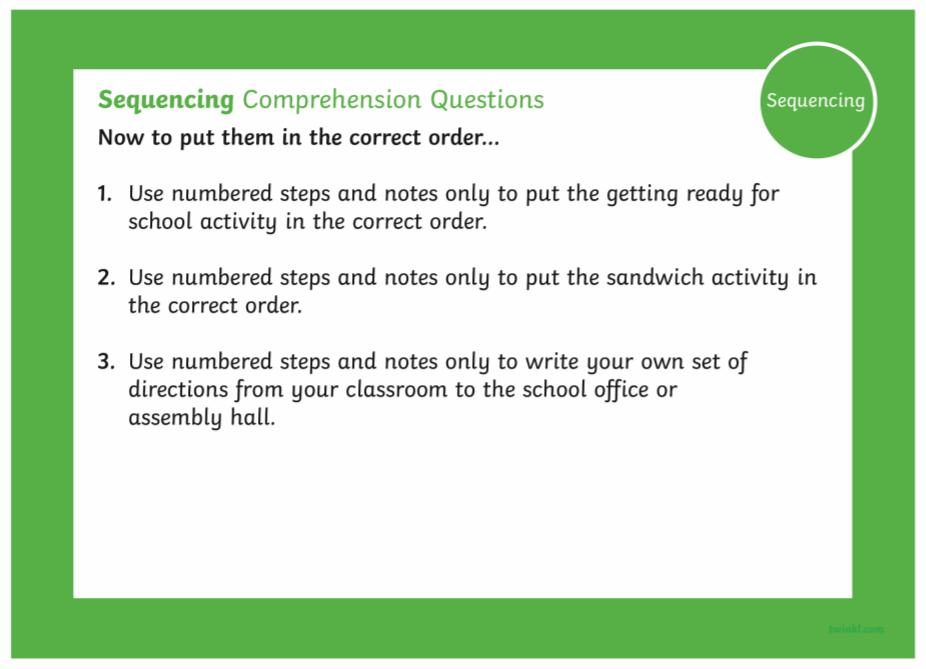 Sequencing
Sequencing Comprehension Questions
Now to put them in the correct order...
1. Use numbered steps and notes only to put the getting ready for
school activity in the correct order.
2. Use numbered steps and notes only to put the sandwich activity in
the correct order.
3. Use numbered steps and notes only to write your own set of
directions from your classroom to the school office or
assembly hall.
twinkl.com